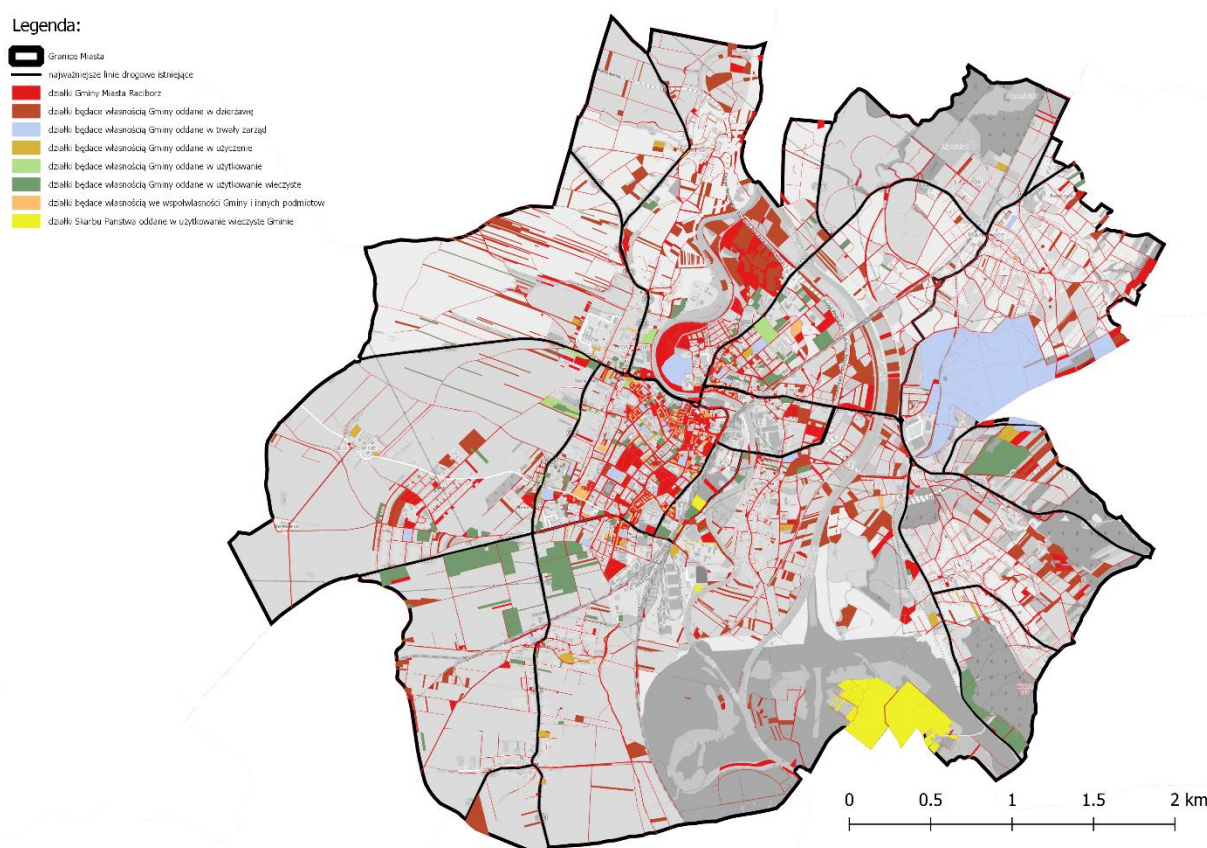 Legenda:
Granice Miasta
najważniejsze linie drogowe istniejące
działki Gminy Miasta Racibórz
działki będące własnością Gminy oddane w dzierżawę
działki będące własnością Gminy oddane w trwały zarząd
działki będące własnością Gminy oddane w użyczenie
działki będące własnością Gminy oddane w użytkowanie
działki będące własnością Gminy oddane w użytkowanie wieczyste
działki będące własnością we wspołwłasności Gminy i innych podmiotow
działki Skarbu Państwa oddane w użytkowanie wieczyste Gminie
0 0.5 1 1.5 2 km